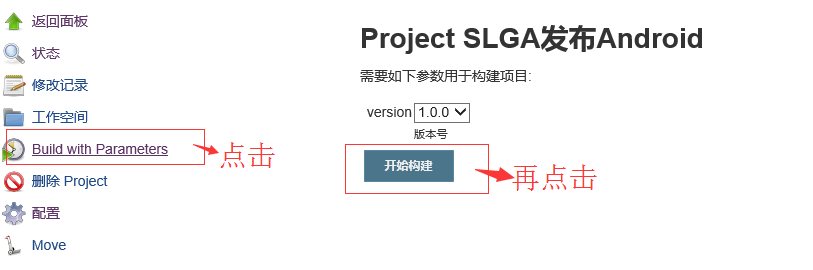 返回面板
状态
修改记录
工作空间
Build with Parameters
点击
删除 Project
配置
Move
Project SLGA发布Android
需要如下参数用于构建项目:
version 1.0.0
版本号
开始构建
再点击